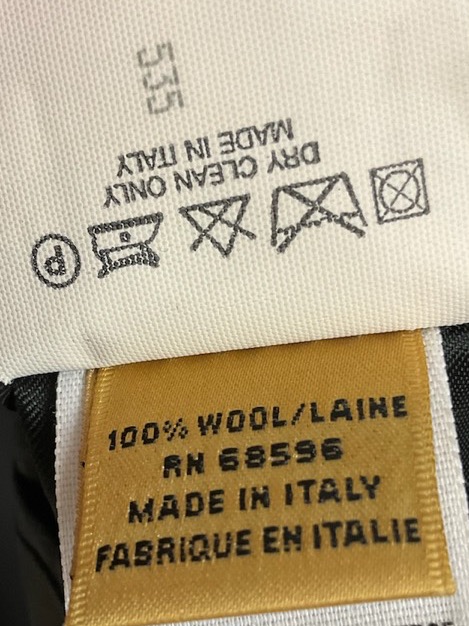 535
MADE IN ITALY
DRY CLEAN ONLY
P
100% WOOL/LAINE
RN 68596
MADE IN ITALY
FABRIQUE EN ITALIE